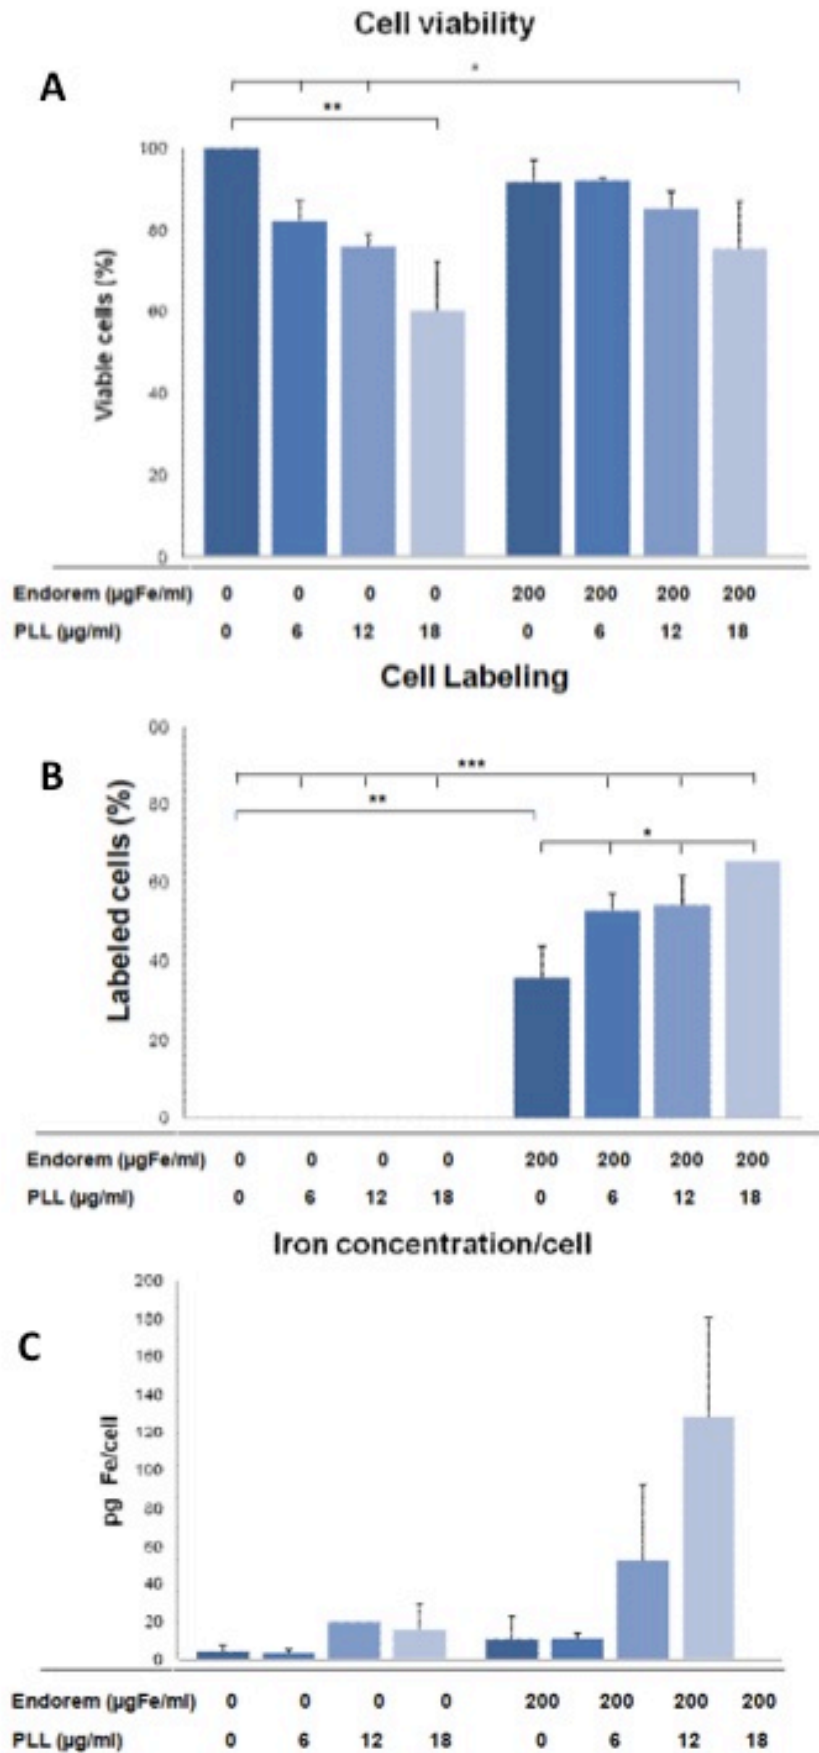 Cell viability
A
*
**
100
80
60
40
20
0
Viable cells (%)
Endorem (µgFe/ml) 0 0 0 0 200 200 200 200
PLL (µg/ml) 0 6 12 18 0 6 12 18
Cell Labeling
B
00
***
**
*
80
60
40
20
0
Labeled cells (%)
Endorem (µgFe/ml) 0 0 0 0 200 200 200 200
PLL (µg/ml) 0 6 12 18 0 6 12 18
Iron concentration/cell
C
200
180
160
140
120
100
80
60
40
20
0
pg Fe/cell
Endorem (µgFe/ml) 0 0 0 0 200 200 200 200
PLL (µg/ml) 0 6 12 18 0 6 12 18